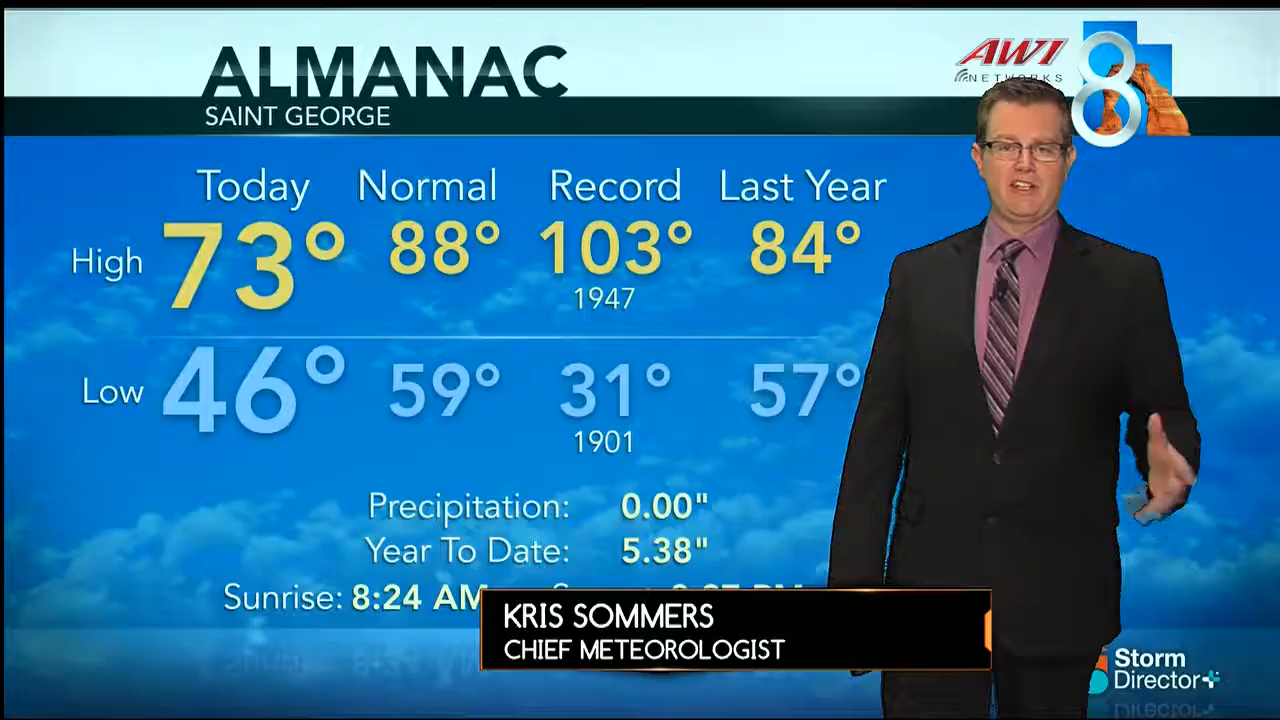 ALMANAC
SAINT GEORGE
AWI
NETWORKS
8
Today Normal Record Last Year
High 73° 88° 103° 84°
1947
Low 46° 59° 31° 57°
1901
Precipitation: 0.00"
Year To Date: 5.38"
Sunrise: 8:24 AM
KRIS SOMMERS
CHIEF METEOROLOGIST
Storm
Director+